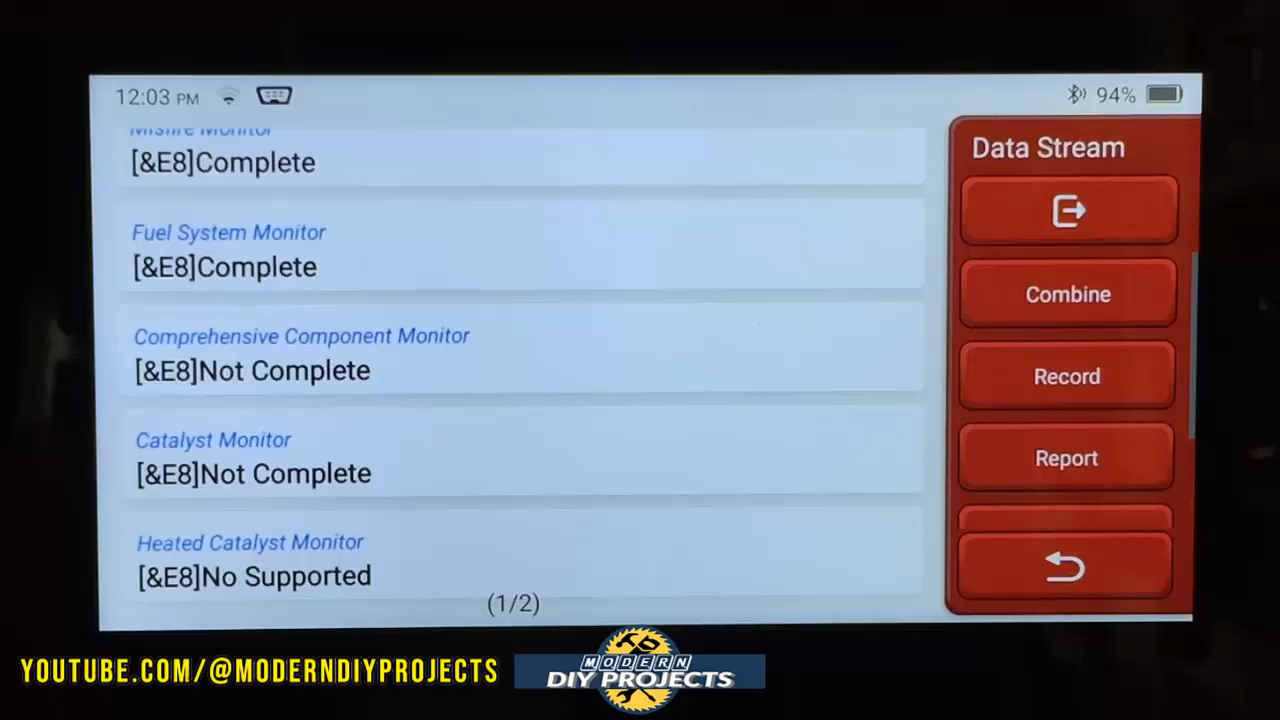 12:03 PM
94%
Misfire Monitor
[&E8]Complete
Fuel System Monitor
[&E8]Complete
Comprehensive Component Monitor
[&E8]Not Complete
Catalyst Monitor
[&E8]Not Complete
Heated Catalyst Monitor
[&E8]No Supported
(1/2)
Data Stream
Combine
Record
Report
YOUTUBE.COM/@MODERNDIYPROJECTS
MODERN
DIY PROJECTS